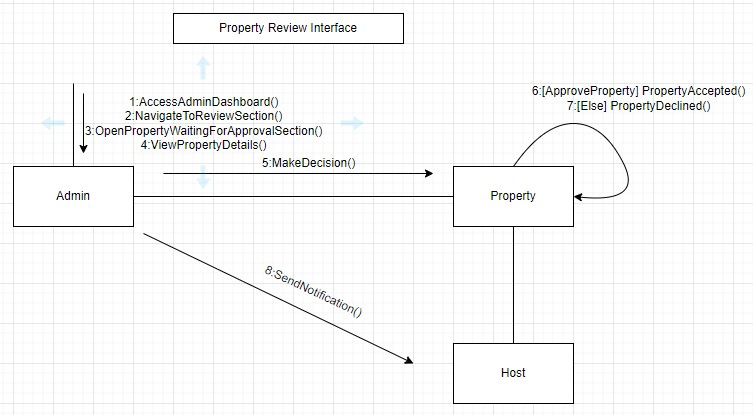 Property Review Interface
1:AccessAdminDashboard()
2:NavigateToReviewSection()
3:OpenPropertyWaitingForApprovalSection()
4:ViewPropertyDetails()
5:MakeDecision()
6:[ApproveProperty] PropertyAccepted()
7:[Else] PropertyDeclined()
Admin
Property
8:SendNotification()
Host